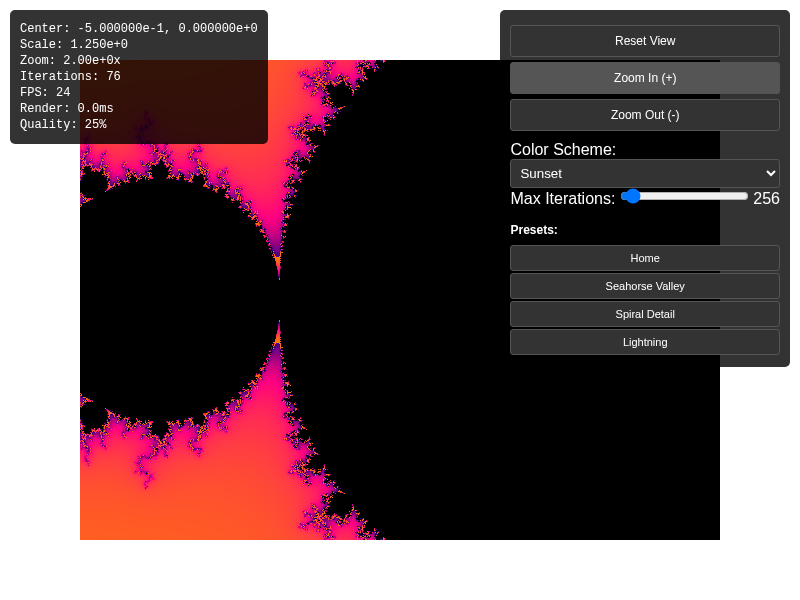 Center: -5.000000e-1, 0.000000e+0
Scale: 1.250e+0
Zoom: 2.00e+0x
Iterations: 76
FPS: 24
Render: 0.0ms
Quality: 25%
Reset View
Zoom In (+)
Zoom Out (-)
Color Scheme:
Sunset
Max Iterations: 256
Presets:
Home
Seahorse Valley
Spiral Detail
Lightning